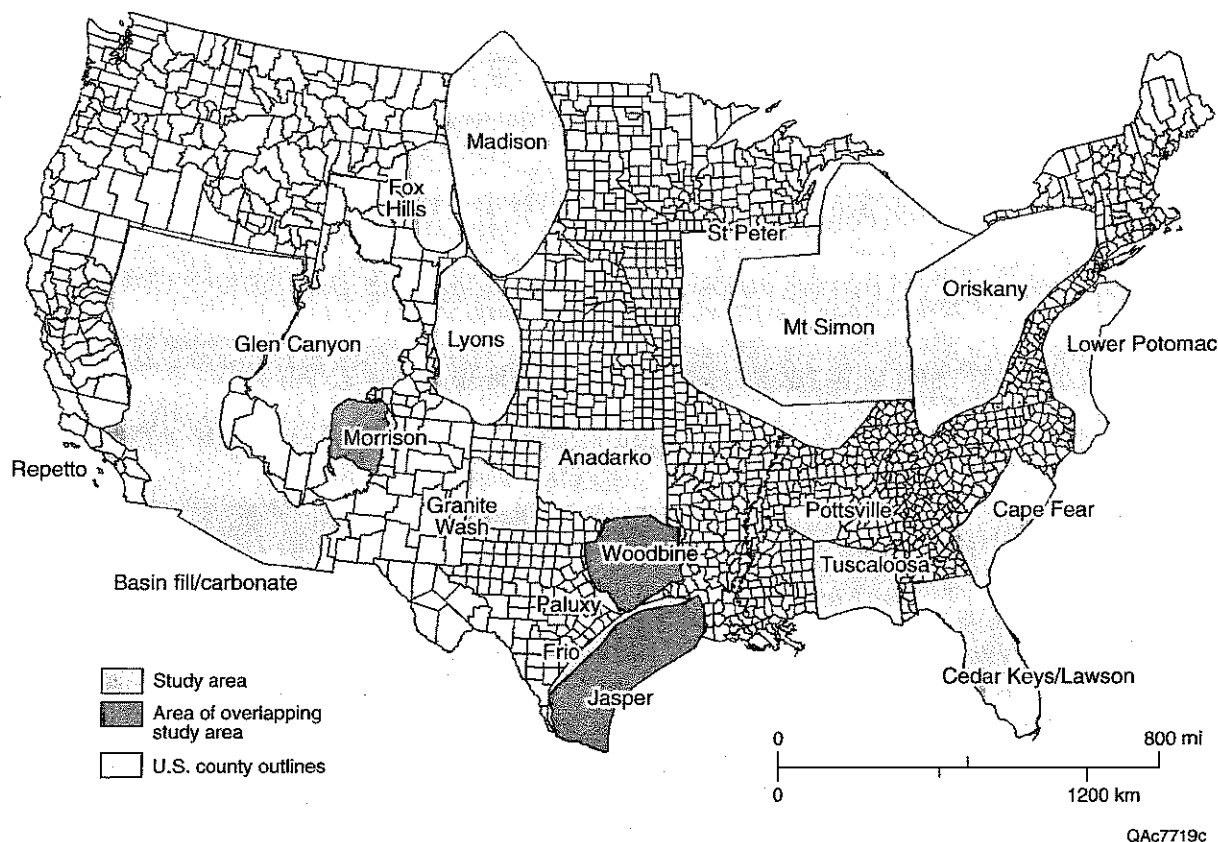 Madison
Fox
Hills
St Peter
Oriskany
Mt Simon
Glen Canyon
Lyons
Lower Potomac
Morrison
Repetto
Anadarko
Granite
Wash
Pottsville
Cape Fear
Woodbine
Tuscaloosa
Basin fill/carbonate
Paluxy
Frio
Cedar Keys/Lawson
Jasper
Study area
Area of overlapping
study area
U.S. county outlines
0 800 mi
0 1200 km
QAc7719c